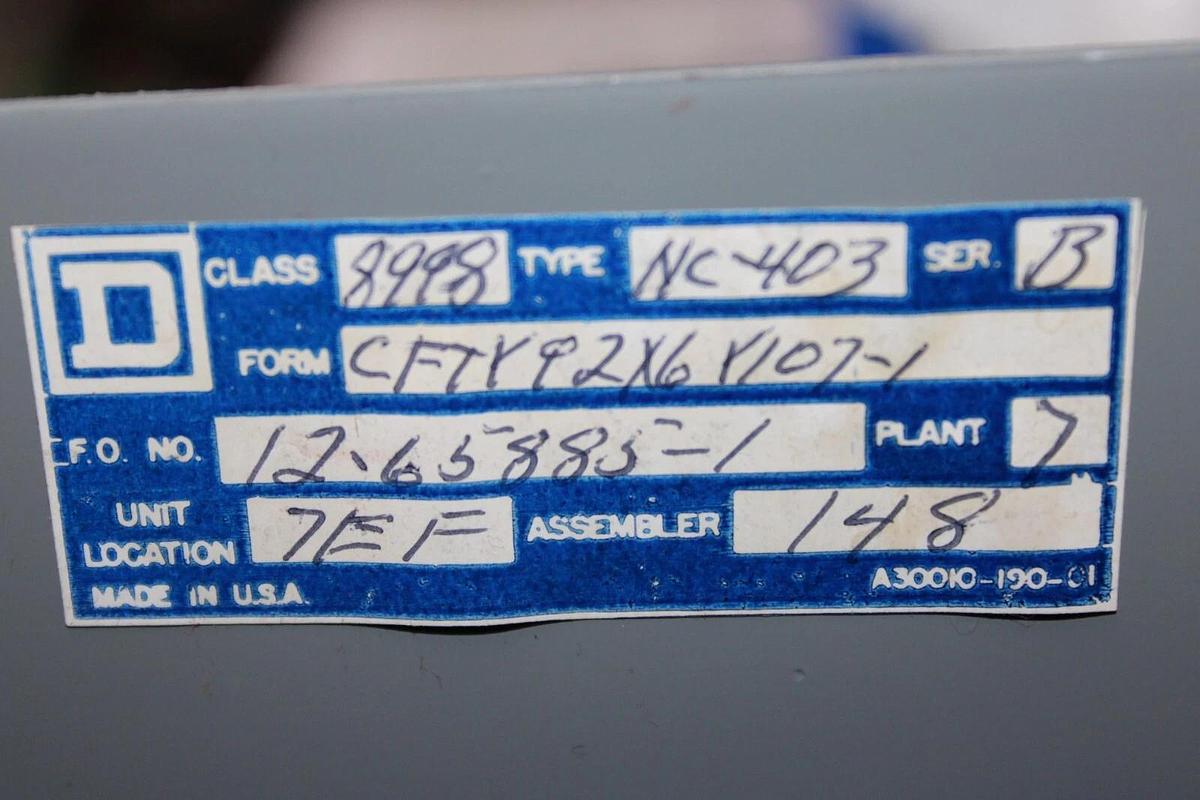 D CLASS 8998 TYPE NC-403 SER. B
FORM CFTY92X6Y107-1
F.O. NO. 12-65885-1 PLANT 7
UNIT LOCATION 7EF ASSEMBLER 148
MADE IN U.S.A. A30010-190-01